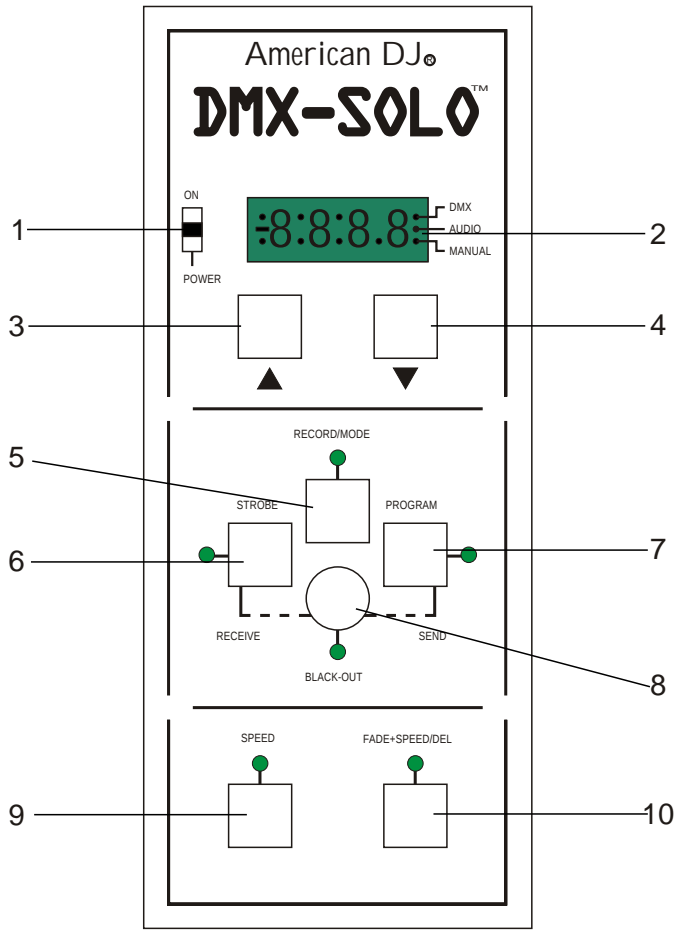 American DJ®
DMX-SOLO™
ON
1
-8.8.8.8
DMX
AUDIO
MANUAL
2
POWER
3
4
RECORD/MODE
5
STROBE
PROGRAM
6
7
RECEIVE
SEND
BLACK-OUT
8
SPEED
FADE+SPEED/DEL
9
10